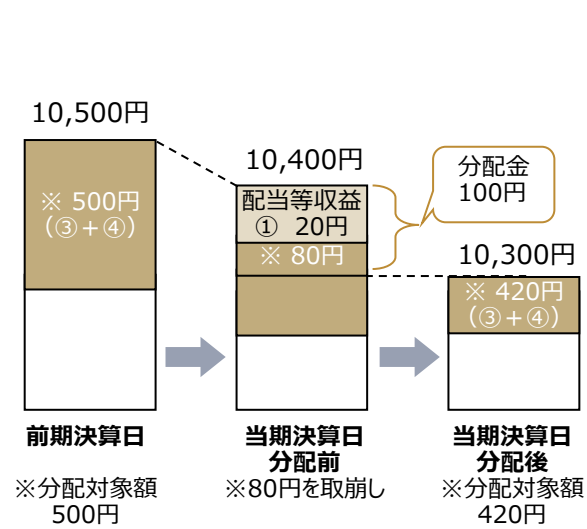 10,500円
※ 500円
（③＋④）
前期決算日
※分配対象額
500円
10,400円
配当等収益
① 20円
※ 80円
当期決算日
分配前
※80円を取崩し
分配金
100円
10,300円
※ 420円
（③＋④）
当期決算日
分配後
※分配対象額
420円